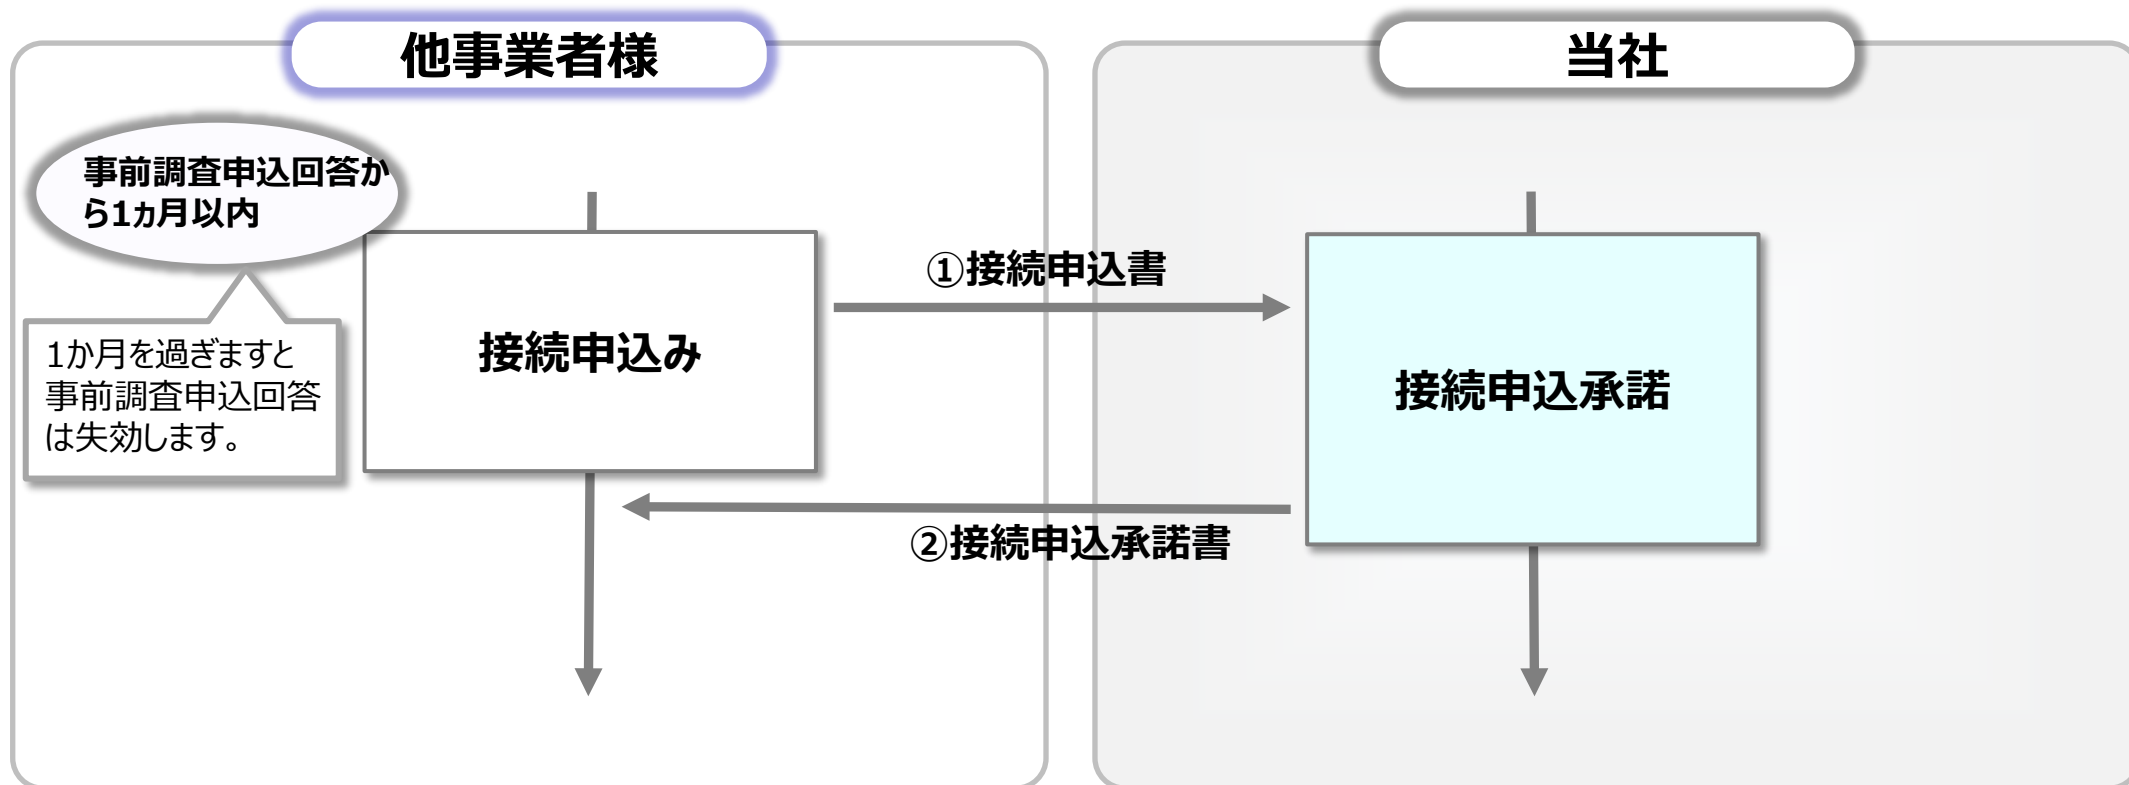 他事業者様
当社
事前調査申込回答か
ら1ヵ月以内
1か月を過ぎますと
事前調査申込回答
は失効します。
接続申込み
①接続申込書
接続申込承諾
②接続申込承諾書